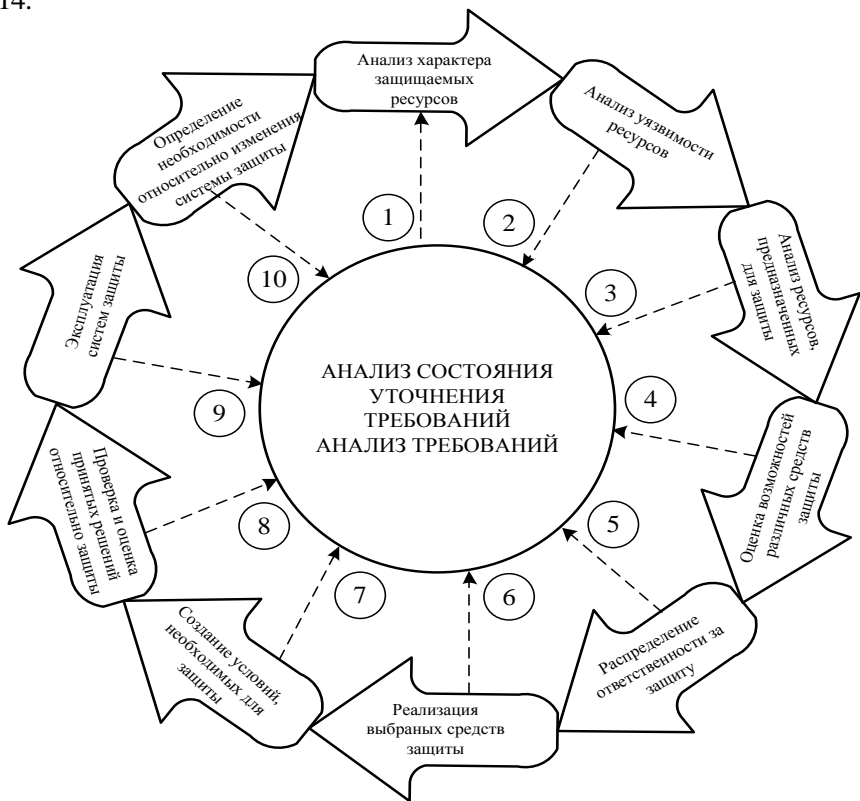 14.
Анализ характера
защищаемых
ресурсов
Анализ уязвимости
ресурсов
Анализ ресурсов,
предназначенных
для защиты
Оценка возможностей
различных средств
защиты
Распределение
ответственности за
защиту
Реализация
выбраных средств
защиты
Создание условий,
необходимых для
защиты
Проверка и оценка
принятых решений
относительно защиты
Эксплуатация
систем защиты
Определение
необходимости
относительно изменения
системы защиты
1
2
3
4
5
6
7
8
9
10
АНАЛИЗ СОСТОЯНИЯ
УТОЧНЕНИЯ
ТРЕБОВАНИЙ
АНАЛИЗ ТРЕБОВАНИЙ